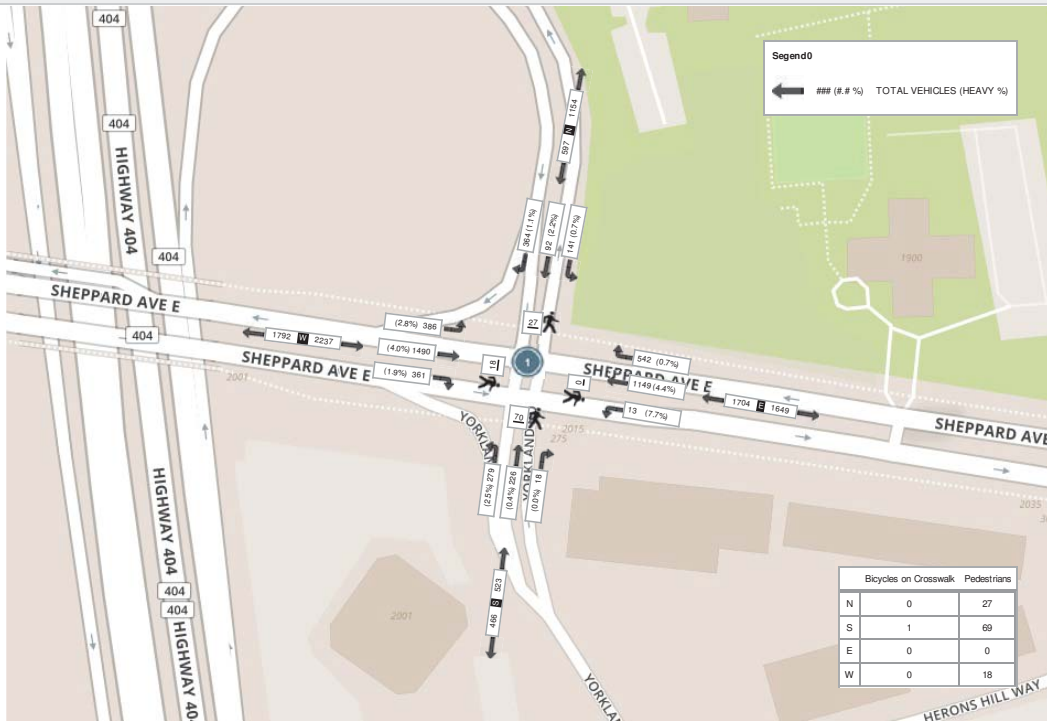 404
Segend0
### (#.# %) TOTAL VEHICLES (HEAVY %)
597 N 1154
404
HIGHWAY 404
364 (1.1%)
92 (2.2%)
141 (0.7%)
404
1900
SHEPPARD AVE E
(2.8%) 386
27
404
1792 W 2237
(4.0%) 1490
SHEPPARD AVE E
(1.9%) 361
18
1
0
542 (0.7%)
SHEPPARD AVE E
1149 (4.4%)
13 (7.7%)
1704 E 1649
SHEPPARD AVE
2001
70
2015
275
YORKLAN
YORKLAND
(2.5%) 279
(0.4%) 226
(0.0%) 18
HIGHWAY 404
2035
404
404
HIGHWAY 40
466 S 523
2001
Bicycles on Crosswalk Pedestrians
N 0 27
S 1 69
E 0 0
W 0 18
YORKLAN
HERONS HILL WAY